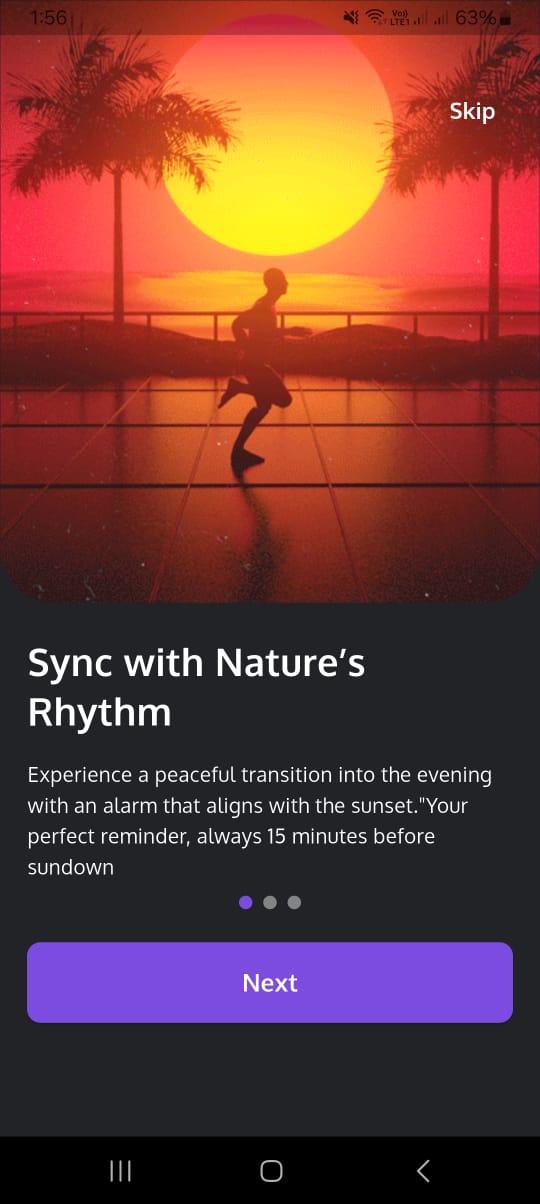 1:56
Vo))
LTE1
63%
Skip
Sync with Nature’s
Rhythm
Experience a peaceful transition into the evening
with an alarm that aligns with the sunset."Your
perfect reminder, always 15 minutes before
sundown
Next